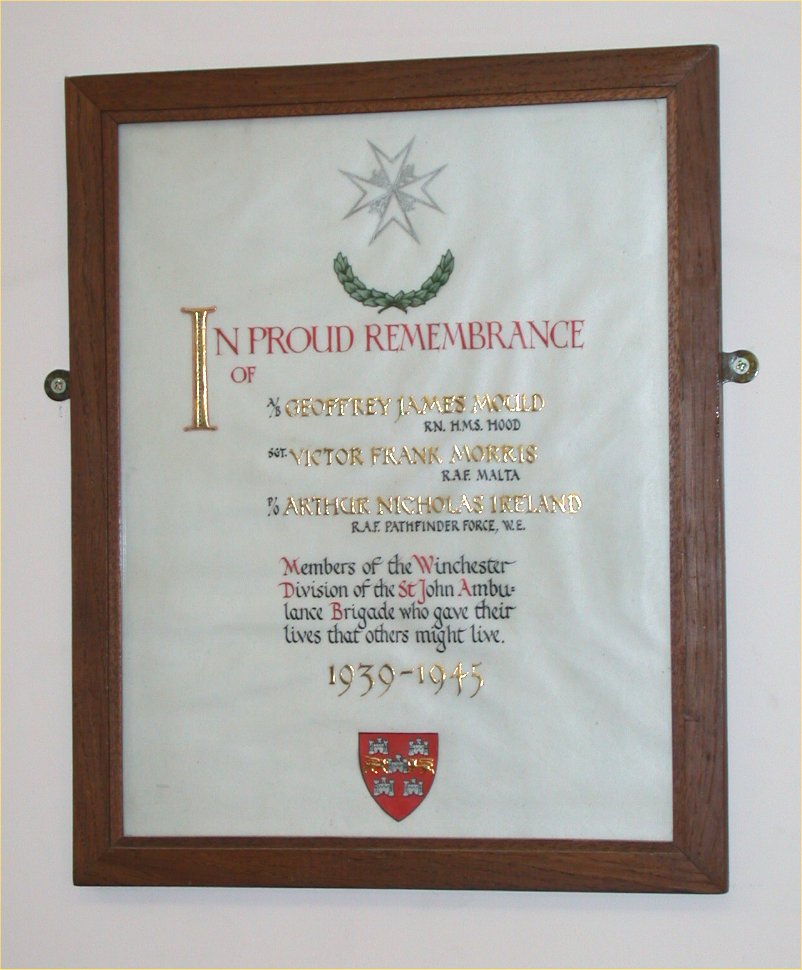 IN PROUD REMEMBRANCE
OF
A/B GEOFFREY JAMES MOULD
RN. H.M.S. HOOD
SGT. VICTOR FRANK MORRIS
R.A.F. MALTA
P/O ARTHUR NICHOLAS IRELAND
R.A.F. PATHFINDER FORCE, W.E.
Members of the Winchester
Division of the St John Ambu-
lance Brigade who gave their
lives that others might live.
1939-1945